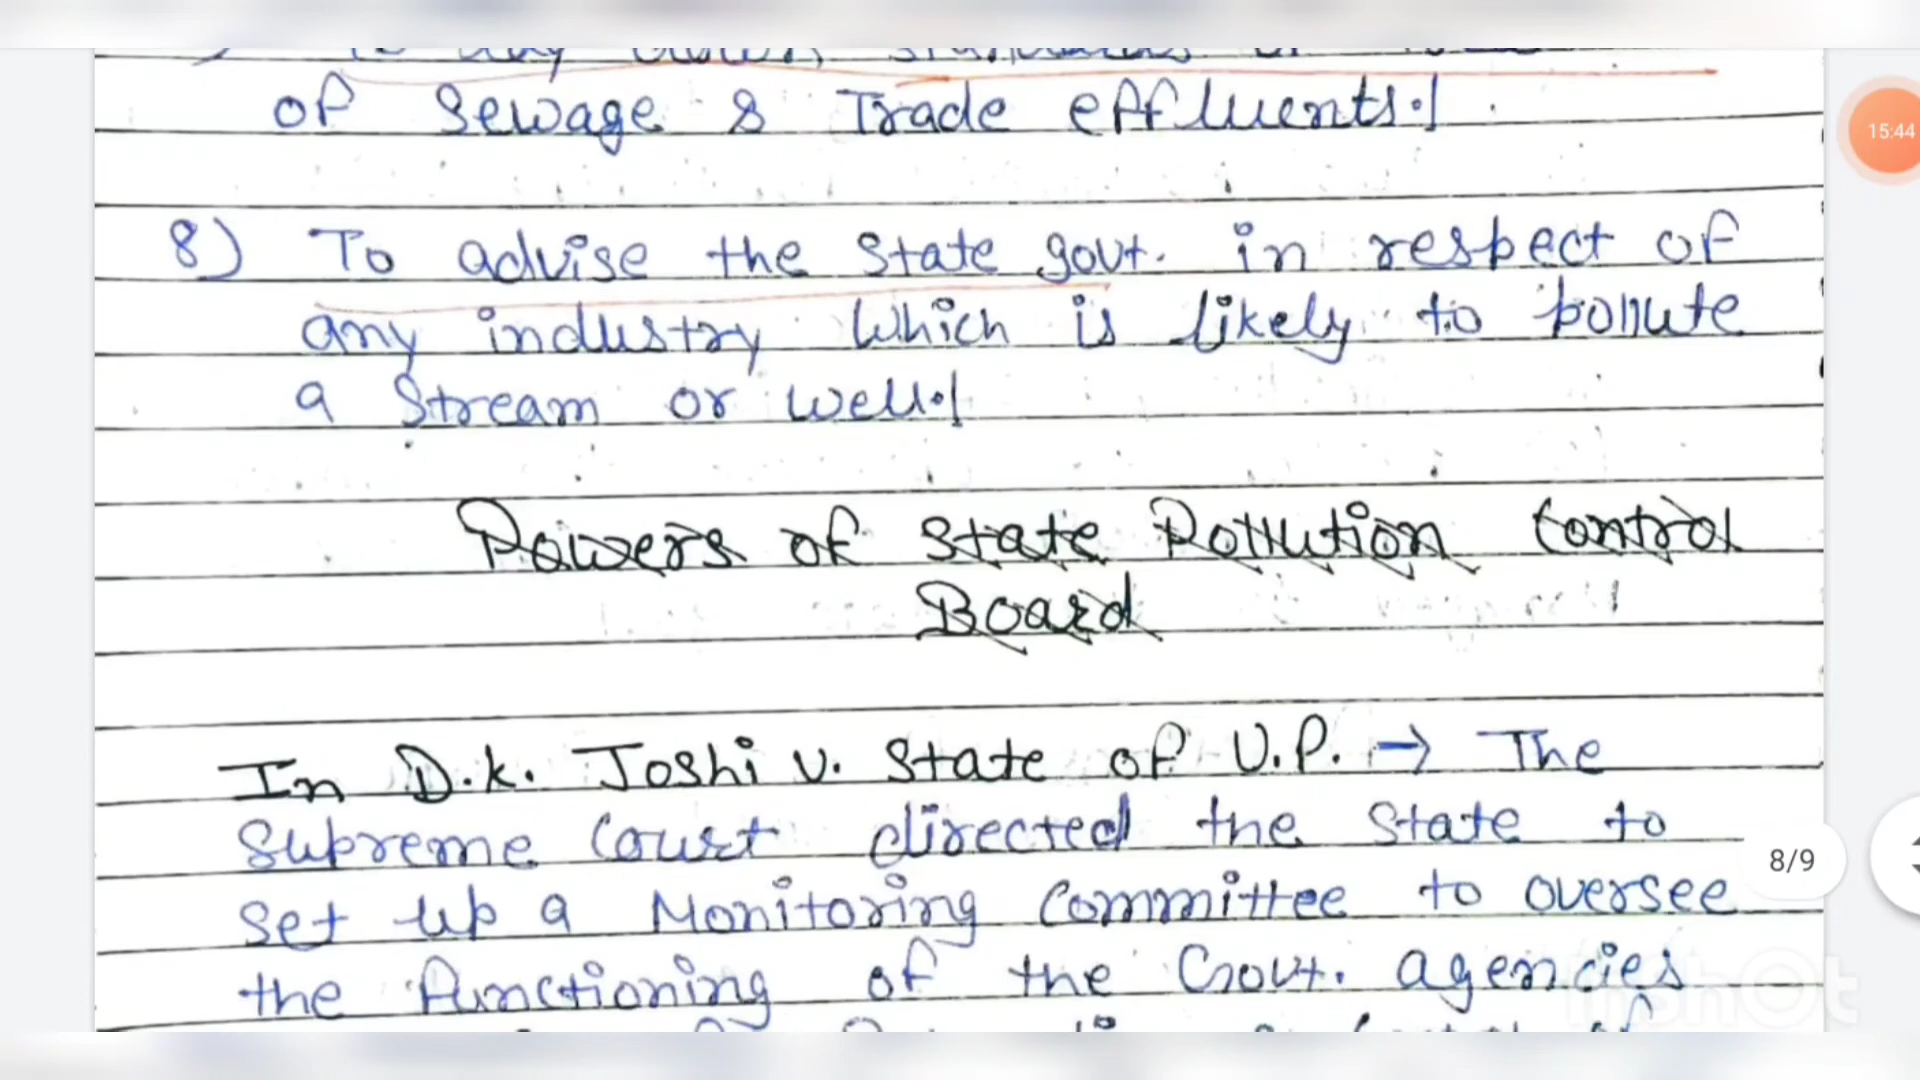 of Sewage & Trade effluents.|
8) To advise the State govt. in respect of
any industry which is likely to pollute
a Stream or well.|
Powers of State Pollution Control
Board
In D.K. Joshi v. State of U.P. → The
Supreme Court directed the State to
set up a Monitoring Committee to oversee
the functioning of the Govt. agencies
15:44
8/9
InShot